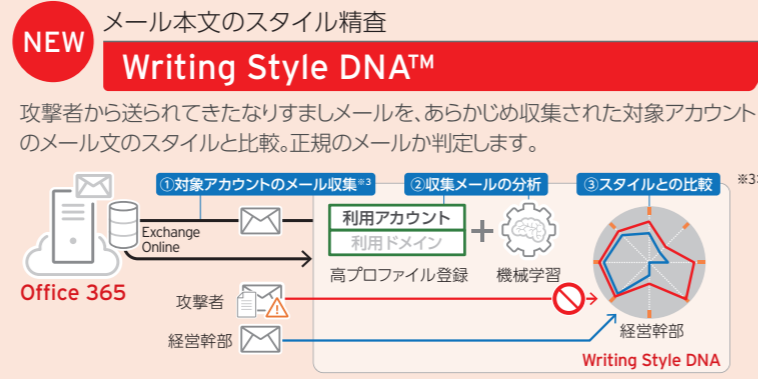 NEW
メール本文のスタイル精査
Writing Style DNA™
攻撃者から送られてきたなりすましメールを、あらかじめ収集された対象アカウント
のメール文のスタイルと比較。正規のメールか判定します。
①対象アカウントのメール収集※3
②収集メールの分析
③スタイルとの比較
Exchange
Online
Office 365
利用アカウント
利用ドメイン
高プロファイル登録
機械学習
攻撃者
経営幹部
経営幹部
Writing Style DNA